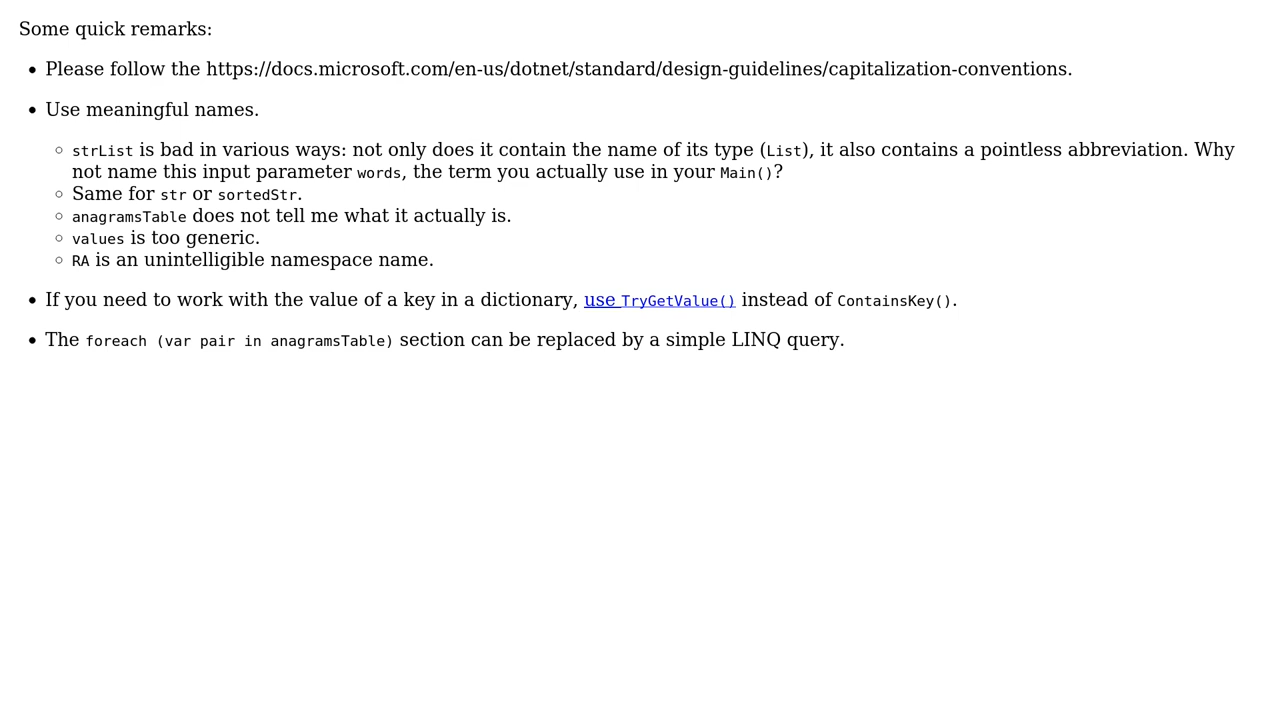 Some quick remarks:
Please follow the https://docs.microsoft.com/en-us/dotnet/standard/design-guidelines/capitalization-conventions.
Use meaningful names.
strList is bad in various ways: not only does it contain the name of its type (List), it also contains a pointless abbreviation. Why
not name this input parameter words, the term you actually use in your Main()?
Same for str or sortedStr.
anagramsTable does not tell me what it actually is.
values is too generic.
RA is an unintelligible namespace name.
If you need to work with the value of a key in a dictionary, use TryGetValue() instead of ContainsKey().
The foreach (var pair in anagramsTable) section can be replaced by a simple LINQ query.